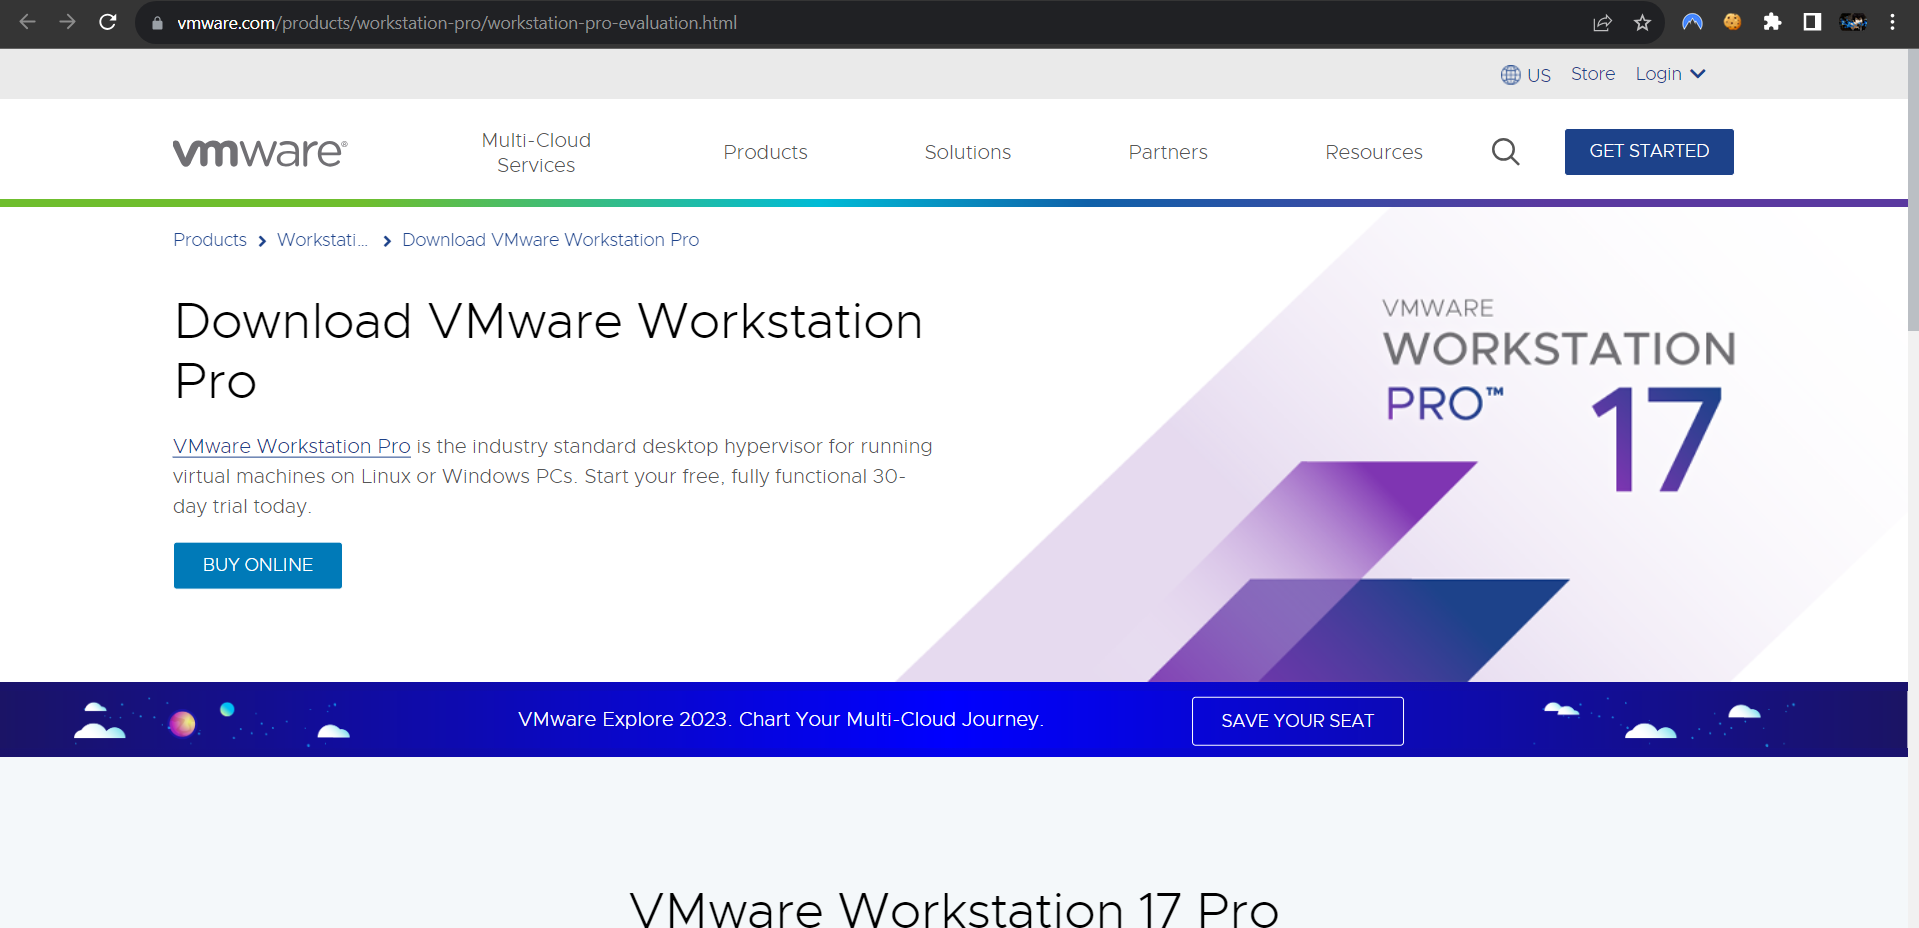 vmware.com/products/workstation-pro/workstation-pro-evaluation.html
US Store Login
vmware®
Multi-Cloud
Services
Products
Solutions
Partners
Resources
GET STARTED
Products > Workstati... > Download VMware Workstation Pro
Download VMware Workstation
Pro
VMware Workstation Pro is the industry standard desktop hypervisor for running
virtual machines on Linux or Windows PCs. Start your free, fully functional 30-
day trial today.
BUY ONLINE
VMWARE
WORKSTATION
PRO™ 17
VMware Explore 2023. Chart Your Multi-Cloud Journey.
SAVE YOUR SEAT
VMware Workstation 17 Pro